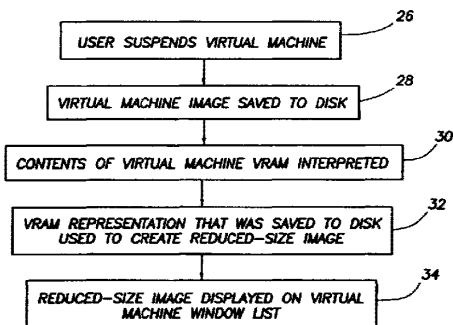 26
USER SUSPENDS VIRTUAL MACHINE
28
VIRTUAL MACHINE IMAGE SAVED TO DISK
30
CONTENTS OF VIRTUAL MACHINE VRAM INTERPRETED
32
VRAM REPRESENTATION THAT WAS SAVED TO DISK
USED TO CREATE REDUCED-SIZE IMAGE
34
REDUCED-SIZE IMAGE DISPLAYED ON VIRTUAL
MACHINE WINDOW LIST